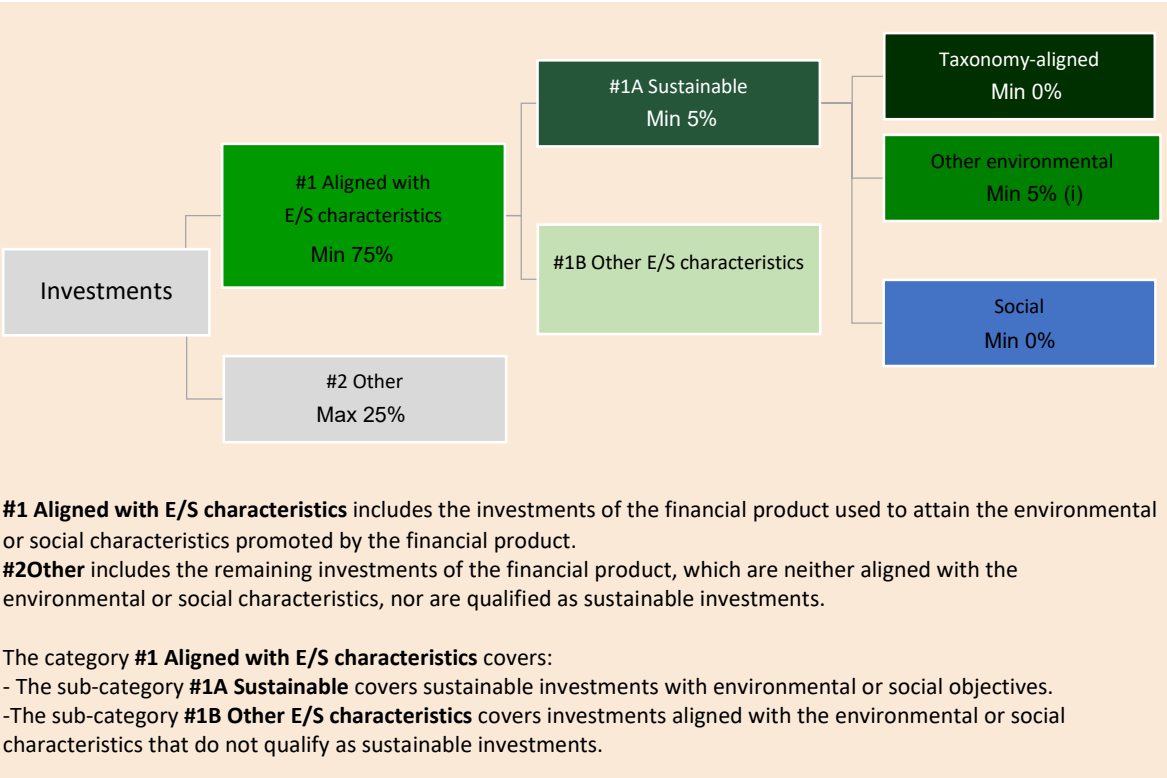 Investments
#1 Aligned with
E/S characteristics
Min 75%
#2 Other
Max 25%
#1A Sustainable
Min 5%
#1B Other E/S characteristics
Taxonomy-aligned
Min 0%
Other environmental
Min 5% (i)
Social
Min 0%
#1 Aligned with E/S characteristics includes the investments of the financial product used to attain the environmental
or social characteristics promoted by the financial product.
#2Other includes the remaining investments of the financial product, which are neither aligned with the
environmental or social characteristics, nor are qualified as sustainable investments.
The category #1 Aligned with E/S characteristics covers:
- The sub-category #1A Sustainable covers sustainable investments with environmental or social objectives.
-The sub-category #1B Other E/S characteristics covers investments aligned with the environmental or social
characteristics that do not qualify as sustainable investments.